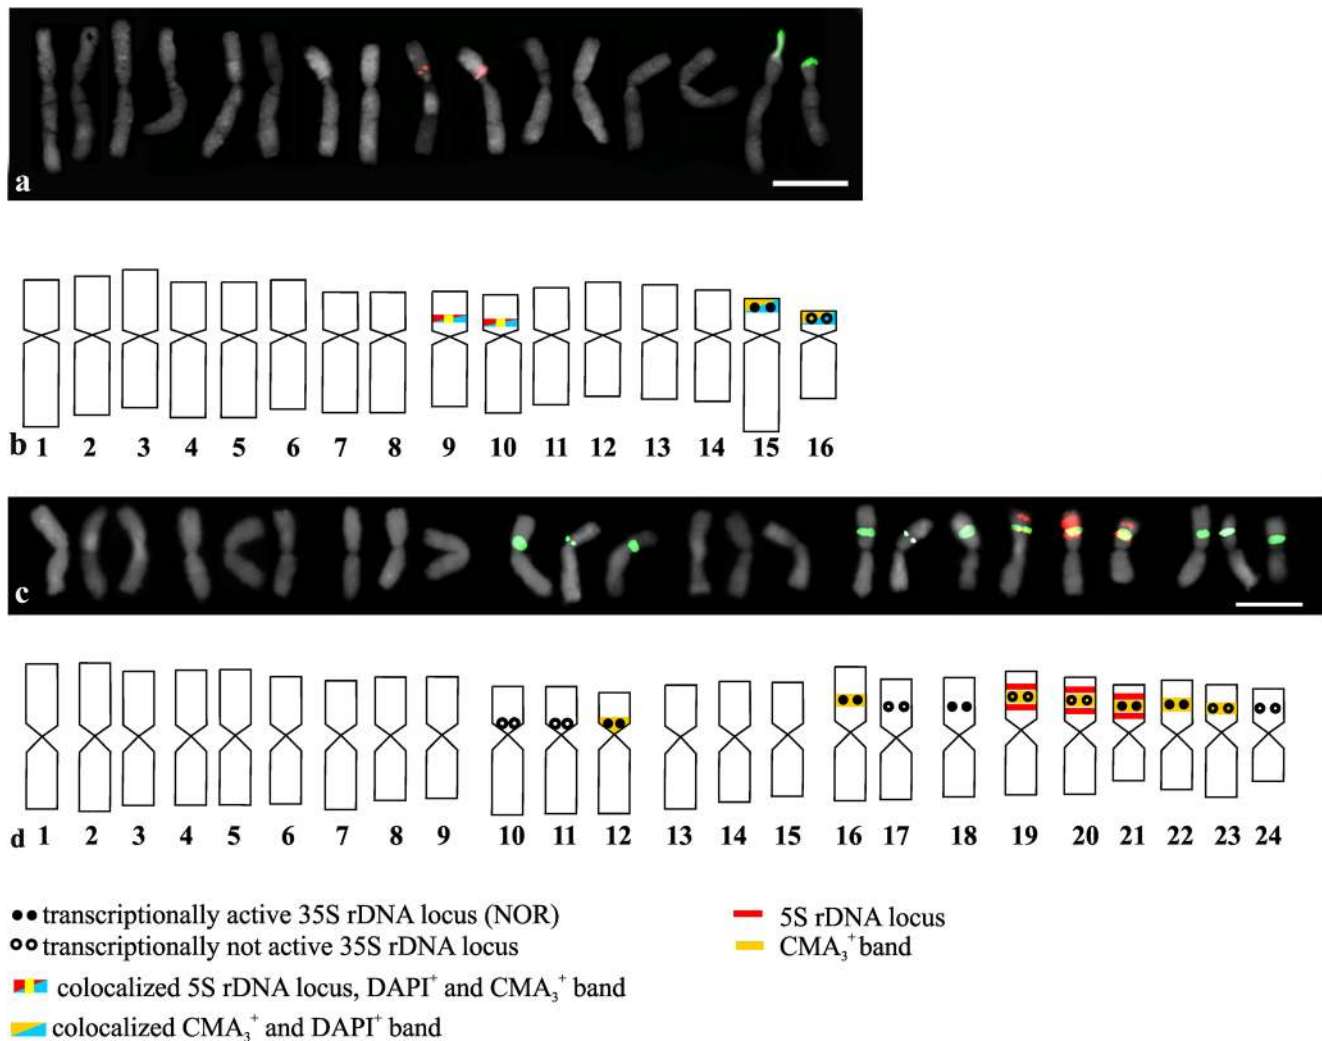 a
b 1 2 3 4 5 6 7 8 9 10 11 12 13 14 15 16
c
d 1 2 3 4 5 6 7 8 9 10 11 12 13 14 15 16 17 18 19 20 21 22 23 24
transcriptionally active 35S rDNA locus (NOR)
transcriptionally not active 35S rDNA locus
colocalized 5S rDNA locus, DAPI⁺ and CMA₃⁺ band
colocalized CMA₃⁺ and DAPI⁺ band
5S rDNA locus
CMA₃⁺ band